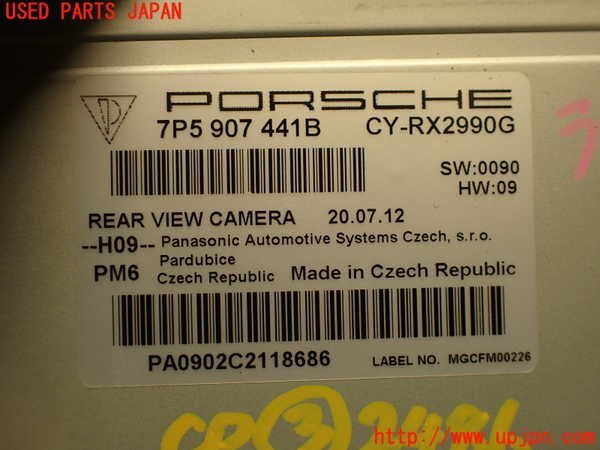 USED PARTS JAPAN
PORSCHE
7P5 907 441B CY-RX2990G
SW:0090
HW:09
REAR VIEW CAMERA 20.07.12
--H09-- Panasonic Automotive Systems Czech, s.r.o.
Pardubice
PM6 Czech Republic Made in Czech Republic
PA0902C2118686 LABEL NO. MGCFM00226
http://www.upjpn.com